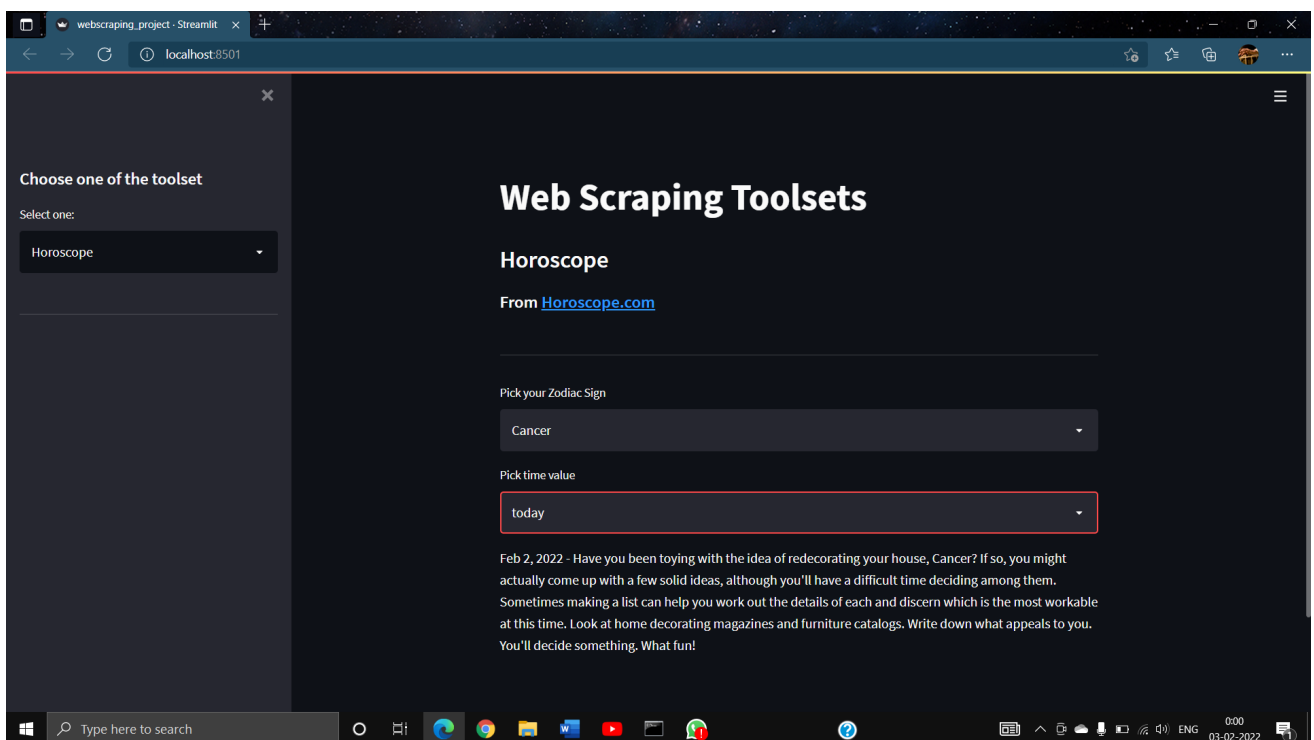 webscraping_project · Streamlit
localhost:8501
Choose one of the toolset
Select one:
Horoscope
Web Scraping Toolsets
Horoscope
From Horoscope.com
Pick your Zodiac Sign
Cancer
Pick time value
today
Feb 2, 2022 - Have you been toying with the idea of redecorating your house, Cancer? If so, you might
actually come up with a few solid ideas, although you'll have a difficult time deciding among them.
Sometimes making a list can help you work out the details of each and discern which is the most workable
at this time. Look at home decorating magazines and furniture catalogs. Write down what appeals to you.
You'll decide something. What fun!
Type here to search
ENG
0:00
03-02-2022